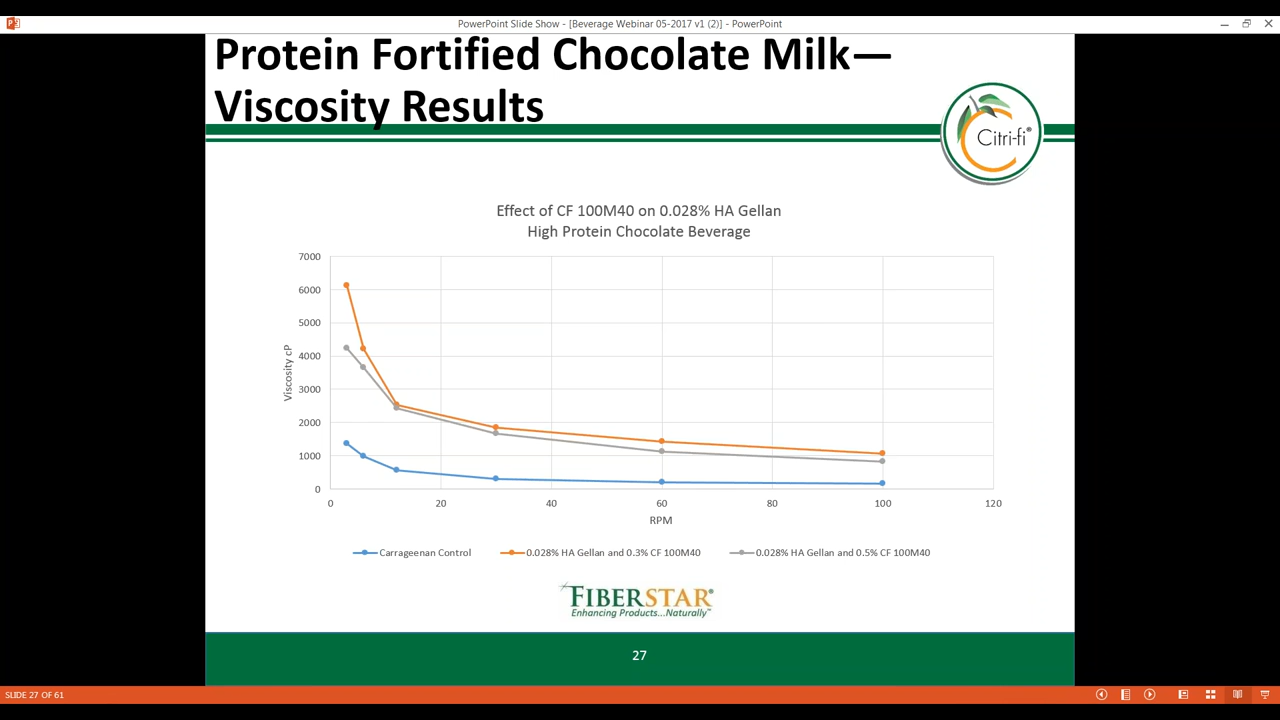 PowerPoint Slide Show - [Beverage Webinar 05-2017 v1 (2)] - PowerPoint
Protein Fortified Chocolate Milk—
Viscosity Results
Citri-fi®
Effect of CF 100M40 on 0.028% HA Gellan
High Protein Chocolate Beverage
7000
6000
5000
4000
3000
2000
1000
0
Viscosity cP
0 20 40 60 80 100 120
RPM
Carrageenan Control 0.028% HA Gellan and 0.3% CF 100M40 0.028% HA Gellan and 0.5% CF 100M40
FIBERSTAR®
Enhancing Products...Naturally™
27
SLIDE 27 OF 61